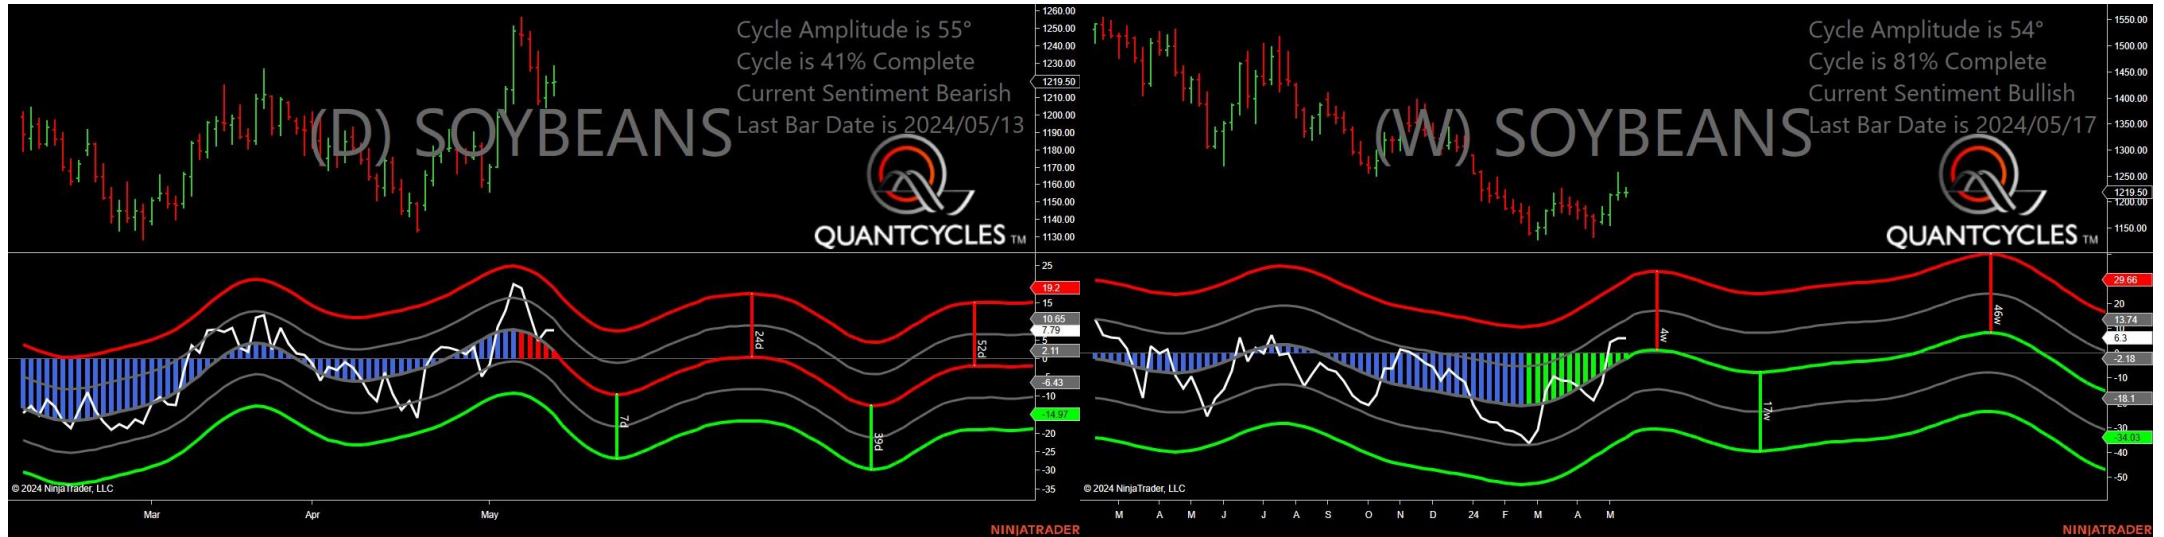 Cycle Amplitude is 55°
Cycle is 41% Complete
Current Sentiment Bearish
Last Bar Date is 2024/05/13
(D) SOYBEANS
QUANTCYCLES TM
1260.00
1250.00
1240.00
1230.00
1219.50
1210.00
1200.00
1190.00
1180.00
1170.00
1160.00
1150.00
1140.00
1130.00
25
19.2
15
10.65
7.79
5
2.11
0
-6.43
-10
-14.97
-20
-25
-30
-35
24d
52d
7d
39d
© 2024 NinjaTrader, LLC
Mar
Apr
May
NINJATRADER
Cycle Amplitude is 54°
Cycle is 81% Complete
Current Sentiment Bullish
Last Bar Date is 2024/05/17
(W) SOYBEANS
QUANTCYCLES TM
1550.00
1500.00
1450.00
1400.00
1350.00
1300.00
1250.00
1219.50
1200.00
1150.00
29.66
20
13.74
10
6.3
-2.18
-10
-18.1
-30
-34.03
-40
-50
4w
46w
17w
© 2024 NinjaTrader, LLC
M A M J J A S O N D 24 F M A M
NINJATRADER